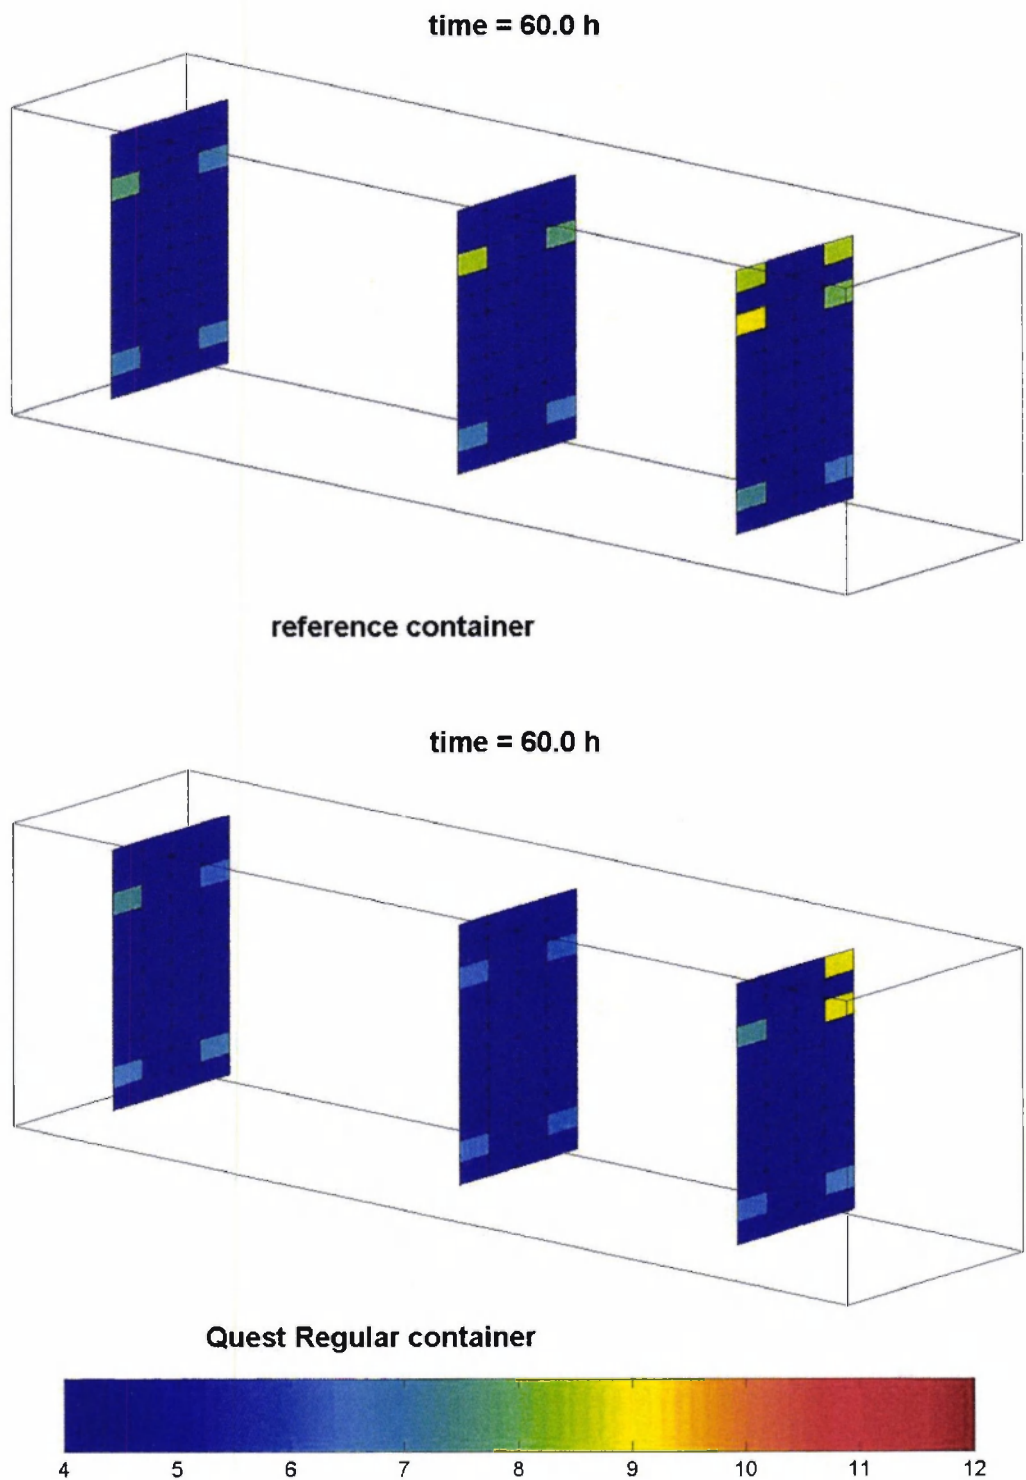 time = 60.0 h
reference container
time = 60.0 h
Quest Regular container
4 5 6 7 8 9 10 11 12